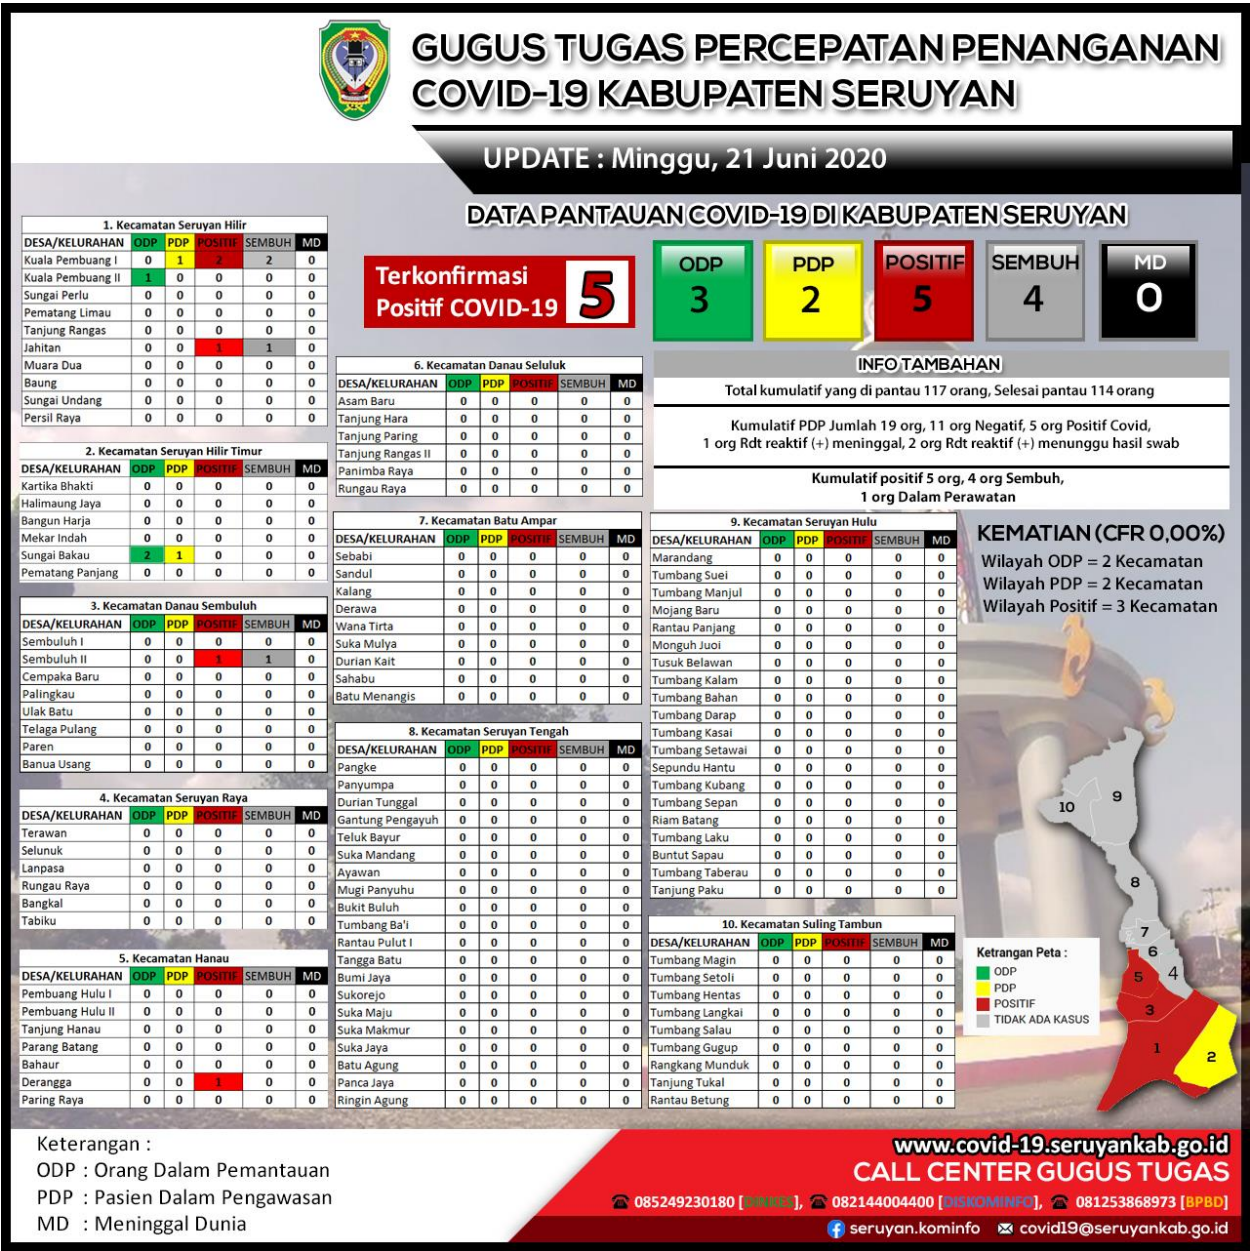 GUGUS TUGAS PERCEPATAN PENANGANAN
COVID-19 KABUPATEN SERUYAN
UPDATE : Minggu, 21 Juni 2020
DATA PANTAUAN COVID-19 DI KABUPATEN SERUYAN
Terkonfirmasi
Positif COVID-19 5
ODP PDP POSITIF SEMBUH MD
3 2 5 4 0
INFO TAMBAHAN
Total kumulatif yang di pantau 117 orang, Selesai pantau 114 orang
Kumulatif PDP Jumlah 19 org, 11 org Negatif, 5 org Positif Covid,
1 org Rdt reaktif (+) meninggal, 2 org Rdt reaktif (+) menunggu hasil swab
Kumulatif positif 5 org, 4 org Sembuh,
1 org Dalam Perawatan
1. Kecamatan Seruyan Hilir
DESA/KELURAHAN ODP PDP POSITIF SEMBUH MD
Kuala Pembuang I 0 1 2 2 0
Kuala Pembuang II 1 0 0 0 0
Sungai Perlu 0 0 0 0 0
Pematang Limau 0 0 0 0 0
Tanjung Rangas 0 0 0 0 0
Jahitan 0 0 1 1 0
Muara Dua 0 0 0 0 0
Baung 0 0 0 0 0
Sungai Undang 0 0 0 0 0
Persil Raya 0 0 0 0 0
2. Kecamatan Seruyan Hilir Timur
DESA/KELURAHAN ODP PDP POSITIF SEMBUH MD
Kartika Bhakti 0 0 0 0 0
Halimaung Jaya 0 0 0 0 0
Bangun Harja 0 0 0 0 0
Mekar Indah 0 0 0 0 0
Sungai Bakau 2 1 0 0 0
Pematang Panjang 0 0 0 0 0
3. Kecamatan Danau Sembuluh
DESA/KELURAHAN ODP PDP POSITIF SEMBUH MD
Sembuluh I 0 0 0 0 0
Sembuluh II 0 0 1 1 0
Cempaka Baru 0 0 0 0 0
Palingkau 0 0 0 0 0
Ulak Batu 0 0 0 0 0
Telaga Pulang 0 0 0 0 0
Paren 0 0 0 0 0
Banua Usang 0 0 0 0 0
4. Kecamatan Seruyan Raya
DESA/KELURAHAN ODP PDP POSITIF SEMBUH MD
Terawan 0 0 0 0 0
Selunuk 0 0 0 0 0
Lanpasa 0 0 0 0 0
Rungau Raya 0 0 0 0 0
Bangkal 0 0 0 0 0
Tabiku 0 0 0 0 0
5. Kecamatan Hanau
DESA/KELURAHAN ODP PDP POSITIF SEMBUH MD
Pembuang Hulu I 0 0 0 0 0
Pembuang Hulu II 0 0 0 0 0
Tanjung Hanau 0 0 0 0 0
Parang Batang 0 0 0 0 0
Bahaur 0 0 0 0 0
Derangga 0 0 1 0 0
Paring Raya 0 0 0 0 0
6. Kecamatan Danau Seluluk
DESA/KELURAHAN ODP PDP POSITIF SEMBUH MD
Asam Baru 0 0 0 0 0
Tanjung Hara 0 0 0 0 0
Tanjung Paring 0 0 0 0 0
Tanjung Rangas II 0 0 0 0 0
Panimba Raya 0 0 0 0 0
Rungau Raya 0 0 0 0 0
7. Kecamatan Batu Ampar
DESA/KELURAHAN ODP PDP POSITIF SEMBUH MD
Sebabi 0 0 0 0 0
Sandul 0 0 0 0 0
Kalang 0 0 0 0 0
Derawa 0 0 0 0 0
Wana Tirta 0 0 0 0 0
Suka Mulya 0 0 0 0 0
Durian Kait 0 0 0 0 0
Sahabu 0 0 0 0 0
Batu Menangis 0 0 0 0 0
8. Kecamatan Seruyan Tengah
DESA/KELURAHAN ODP PDP POSITIF SEMBUH MD
Pangke 0 0 0 0 0
Panyumpa 0 0 0 0 0
Durian Tunggal 0 0 0 0 0
Gantung Pengayuh 0 0 0 0 0
Teluk Bayur 0 0 0 0 0
Suka Mandang 0 0 0 0 0
Ayawan 0 0 0 0 0
Mugi Panyuhu 0 0 0 0 0
Bukit Buluh 0 0 0 0 0
Tumbang Ba'i 0 0 0 0 0
Rantau Pulut I 0 0 0 0 0
Tangga Batu 0 0 0 0 0
Bumi Jaya 0 0 0 0 0
Sukorejo 0 0 0 0 0
Suka Maju 0 0 0 0 0
Suka Makmur 0 0 0 0 0
Suka Jaya 0 0 0 0 0
Batu Agung 0 0 0 0 0
Panca Jaya 0 0 0 0 0
Ringin Agung 0 0 0 0 0
9. Kecamatan Seruyan Hulu
DESA/KELURAHAN ODP PDP POSITIF SEMBUH MD
Marandang 0 0 0 0 0
Tumbang Suei 0 0 0 0 0
Tumbang Manjul 0 0 0 0 0
Mojang Baru 0 0 0 0 0
Rantau Panjang 0 0 0 0 0
Monguh Juoi 0 0 0 0 0
Tusuk Belawan 0 0 0 0 0
Tumbang Kalam 0 0 0 0 0
Tumbang Bahan 0 0 0 0 0
Tumbang Darap 0 0 0 0 0
Tumbang Kasai 0 0 0 0 0
Tumbang Setawai 0 0 0 0 0
Sepundu Hantu 0 0 0 0 0
Tumbang Kubang 0 0 0 0 0
Tumbang Sepan 0 0 0 0 0
Riam Batang 0 0 0 0 0
Tumbang Laku 0 0 0 0 0
Buntut Sapau 0 0 0 0 0
Tumbang Taberau 0 0 0 0 0
Tanjung Paku 0 0 0 0 0
10. Kecamatan Suling Tambun
DESA/KELURAHAN ODP PDP POSITIF SEMBUH MD
Tumbang Magin 0 0 0 0 0
Tumbang Setoli 0 0 0 0 0
Tumbang Hentas 0 0 0 0 0
Tumbang Langkai 0 0 0 0 0
Tumbang Salau 0 0 0 0 0
Tumbang Gugup 0 0 0 0 0
Rangkang Munduk 0 0 0 0 0
Tanjung Tukal 0 0 0 0 0
Rantau Betung 0 0 0 0 0
KEMATIAN (CFR 0,00%)
Wilayah ODP = 2 Kecamatan
Wilayah PDP = 2 Kecamatan
Wilayah Positif = 3 Kecamatan
9
10
8
7
6
5
4
3
1
2
Ketrangan Peta :
ODP
PDP
POSITIF
TIDAK ADA KASUS
Keterangan :
ODP : Orang Dalam Pemantauan
PDP : Pasien Dalam Pengawasan
MD : Meninggal Dunia
www.covid-19.seruyankab.go.id
CALL CENTER GUGUS TUGAS
085249230180 [DINKES], 082144004400 [DISKOMINFO], 081253868973 [BPBD]
seruyan.kominfo covid19@seruyankab.go.id